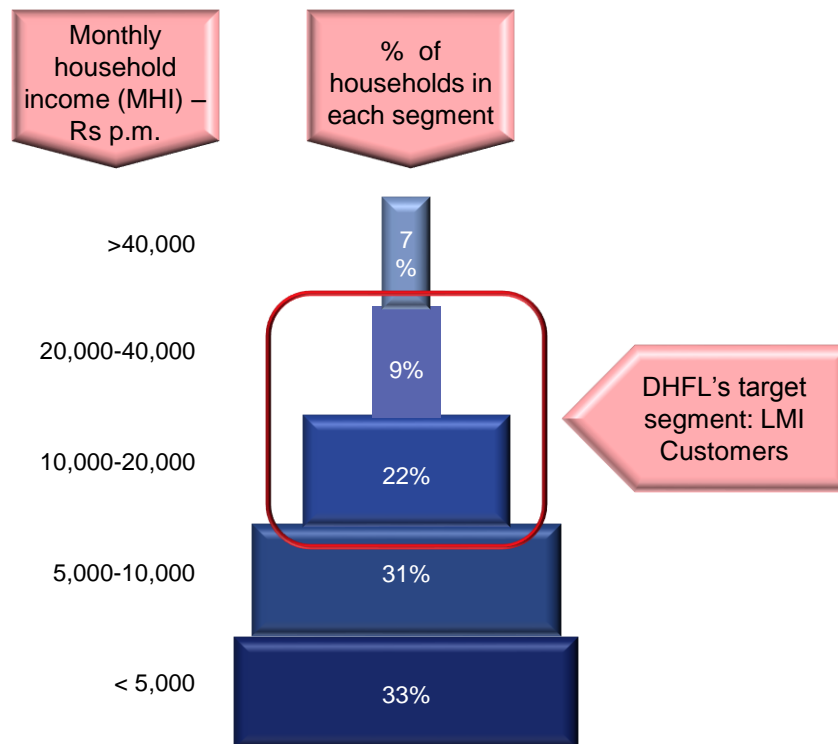 Monthly
household
income (MHI) –
Rs p.m.
% of
households in
each segment
>40,000
7
%
20,000-40,000
9%
10,000-20,000
22%
DHFL’s target
segment: LMI
Customers
5,000-10,000
31%
< 5,000
33%